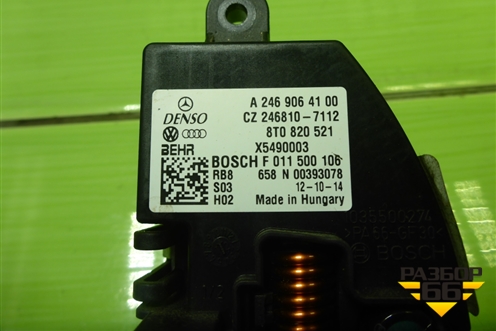 A 246 906 41 00
DENSO CZ 246810-7112
8T0 820 521
BEHR X5490003
BOSCH F 011 500 106
RB8 658 N 00393078
S03 12-10-14
H02 Made in Hungary
BOSCH
РАЗБОР
66